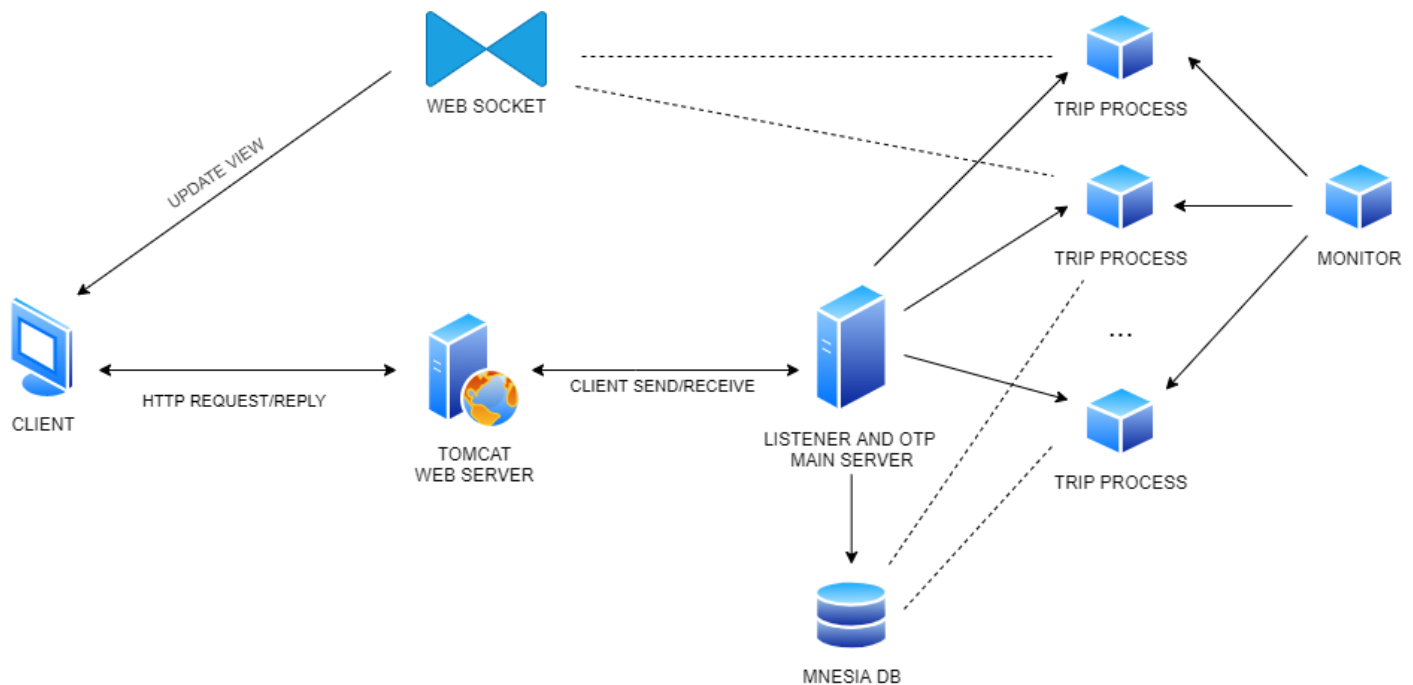 WEB SOCKET
TRIP PROCESS
UPDATE VIEW
TRIP PROCESS
MONITOR
...
CLIENT
HTTP REQUEST/REPLY
TOMCAT
WEB SERVER
CLIENT SEND/RECEIVE
LISTENER AND OTP
MAIN SERVER
TRIP PROCESS
MNESIA DB